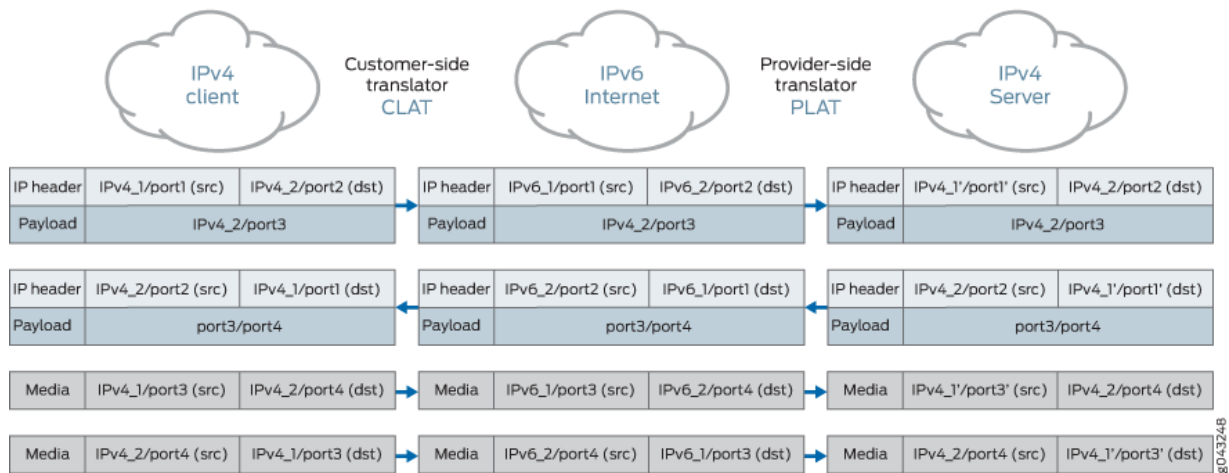 IPv4
client
Customer-side
translator
CLAT
IPv6
Internet
Provider-side
translator
PLAT
IPv4
Server
IP header IPv4_1/port1 (src) IPv4_2/port2 (dst) IP header IPv6_1/port1 (src) IPv6_2/port2 (dst) IP header IPv4_1'/port1' (src) IPv4_2/port2 (dst)
Payload IPv4_2/port3 Payload IPv4_2/port3 Payload IPv4_2/port3
IP header IPv4_2/port2 (src) IPv4_1/port1 (dst) IP header IPv6_2/port2 (src) IPv6_1/port1 (dst) IP header IPv4_2/port2 (src) IPv4_1'/port1' (dst)
Payload port3/port4 Payload port3/port4 Payload port3/port4
Media IPv4_1/port3 (src) IPv4_2/port4 (dst) Media IPv6_1/port3 (src) IPv6_2/port4 (dst) Media IPv4_1'/port3' (src) IPv4_2/port4 (dst)
Media IPv4_2/port4 (src) IPv4_1/port3 (dst) Media IPv6_2/port4 (src) IPv6_1/port3 (dst) Media IPv4_2/port4 (src) IPv4_1'/port3' (dst)
g043248